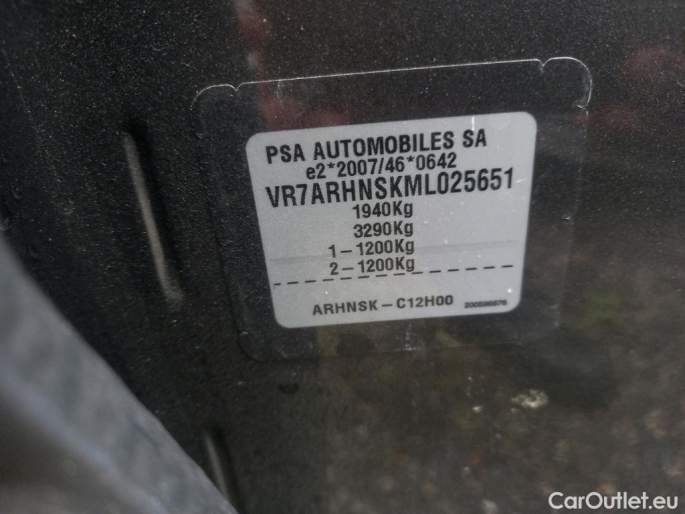 PSA AUTOMOBILES SA
e2*2007/46*0642
VR7ARHNSKML025651
1940Kg
3290Kg
1-1200Kg
2-1200Kg
ARHNSK-C12H00
CarOutlet.eu